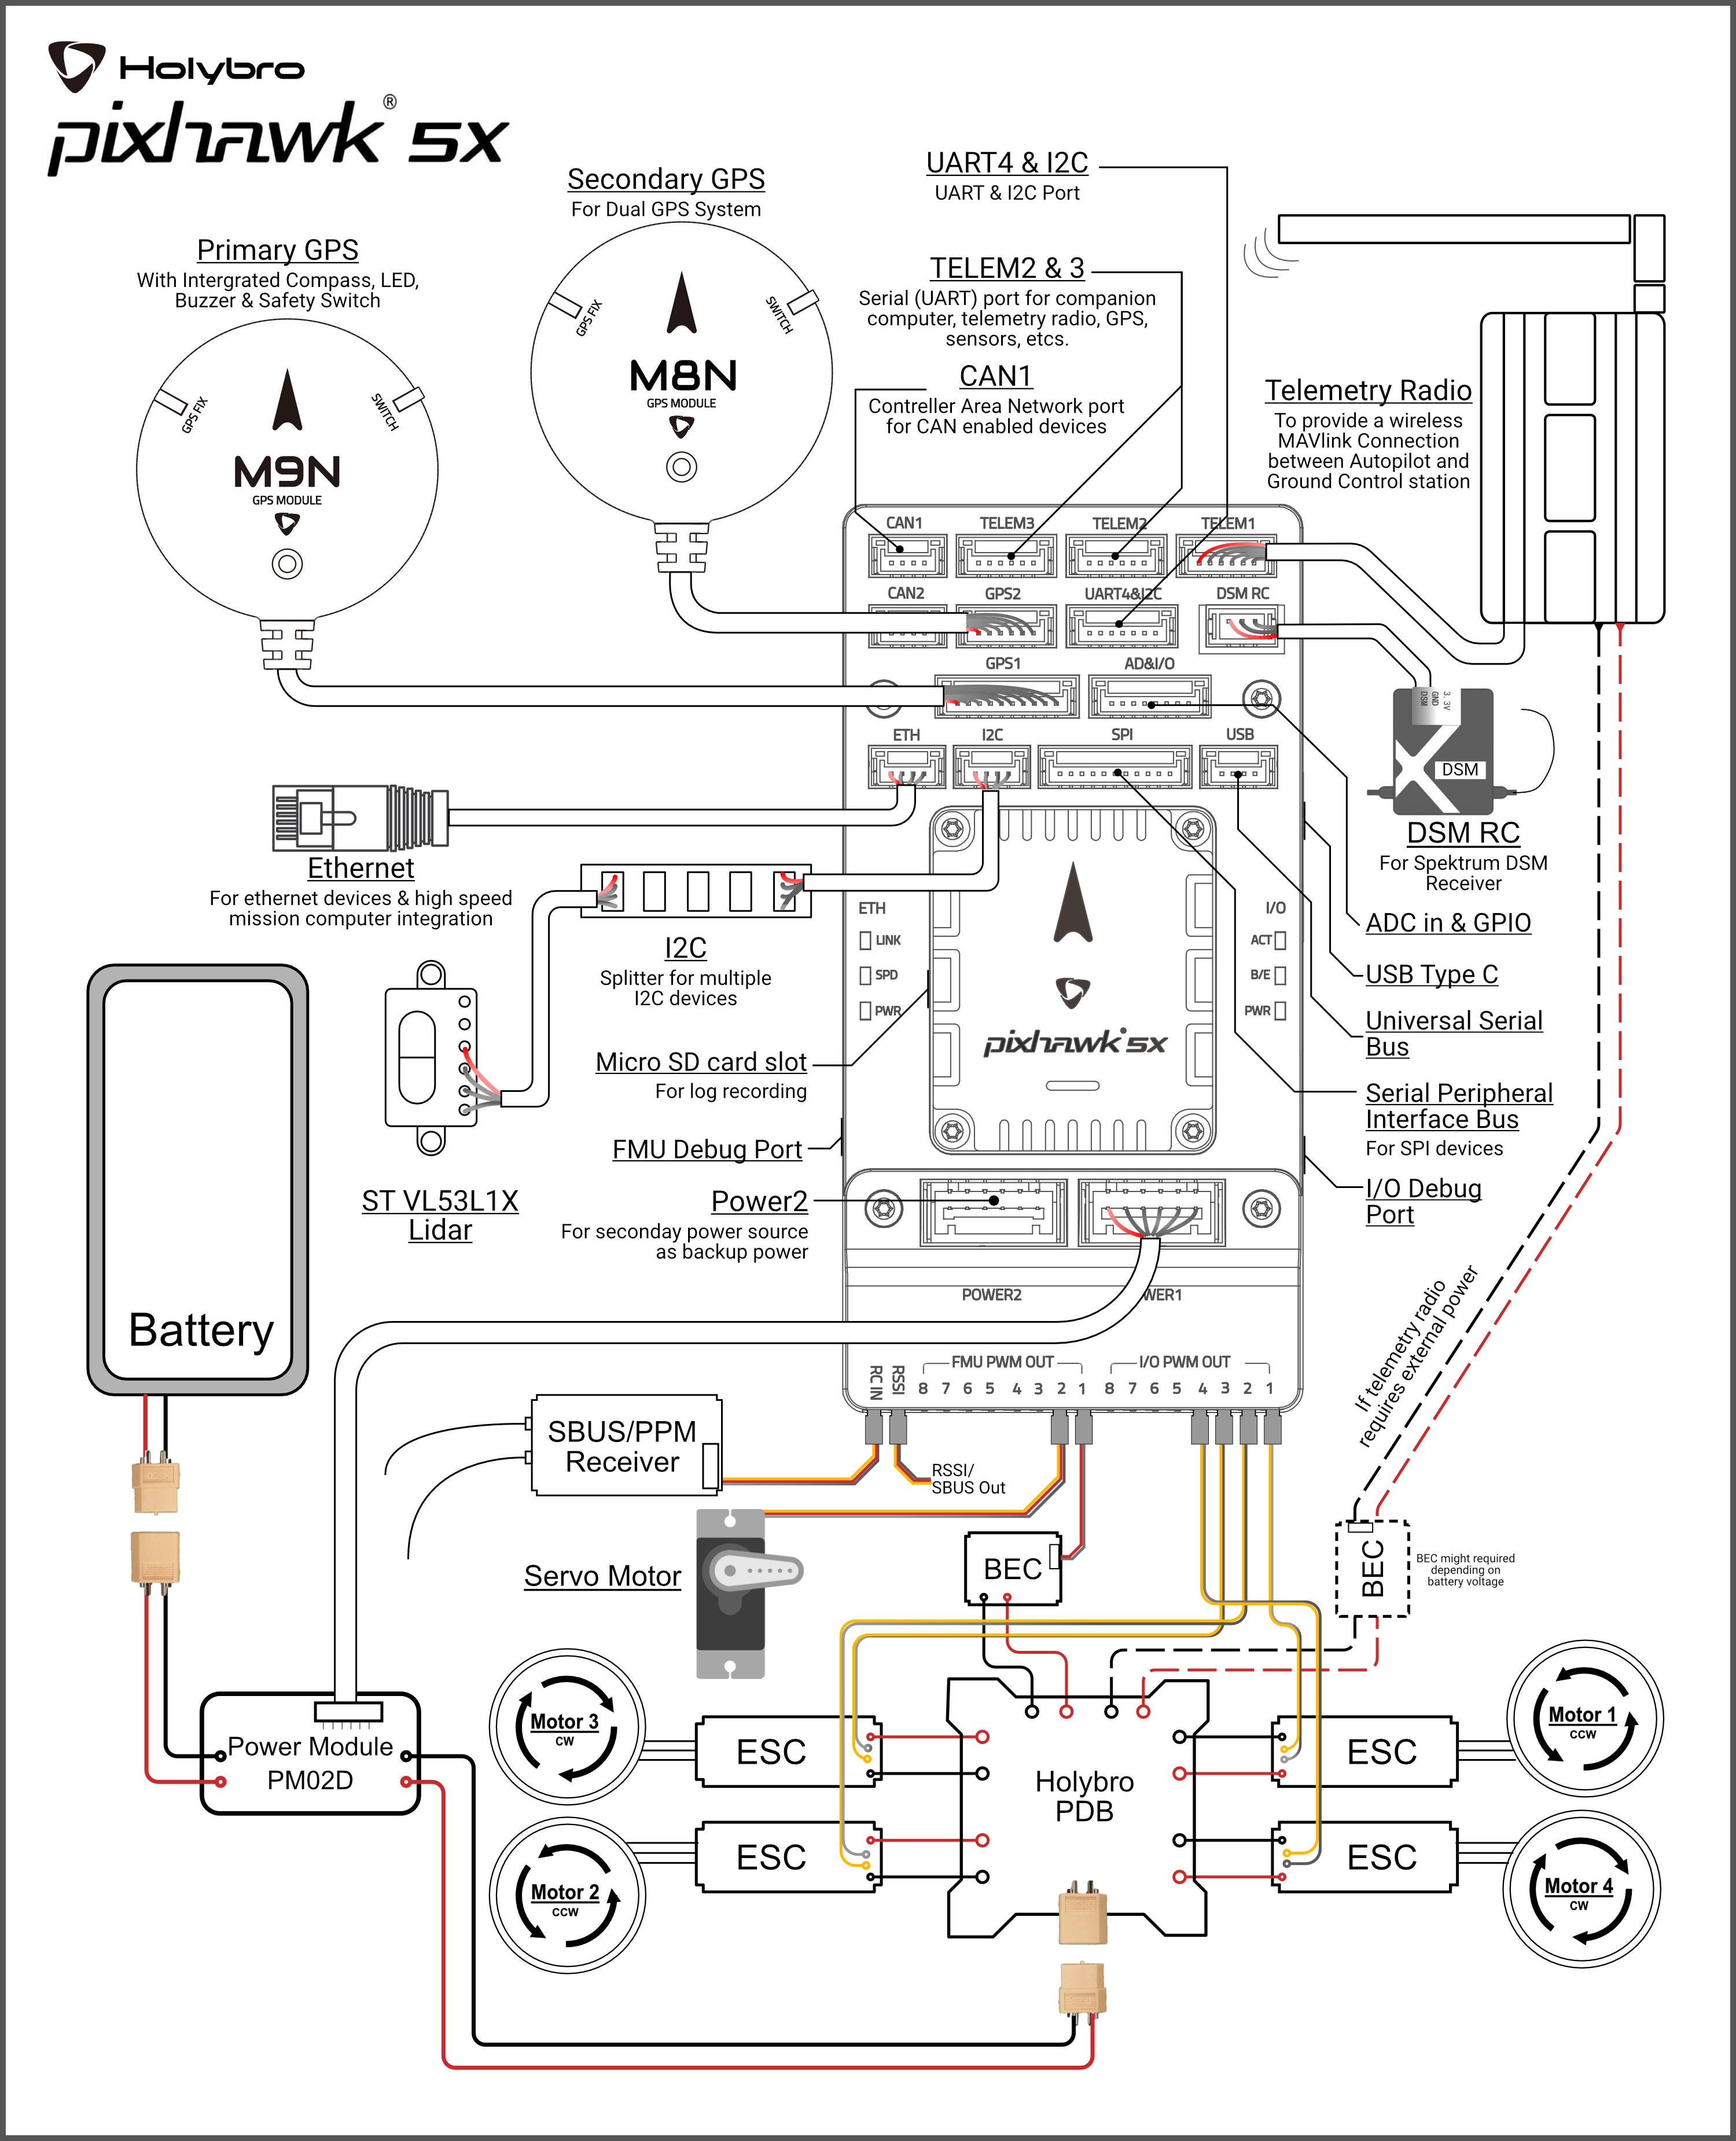 Holybro
pixhawk® 5x
Secondary GPS
For Dual GPS System
UART4 & I2C
UART & I2C Port
Primary GPS
With Intergrated Compass, LED,
Buzzer & Safety Switch
TELEM2 & 3
Serial (UART) port for companion
computer, telemetry radio, GPS,
sensors, etcs.
GPS FIX
SWITCH
M8N
GPS MODULE
GPS FIX
SWITCH
M9N
GPS MODULE
CAN1
Contreller Area Network port
for CAN enabled devices
Telemetry Radio
To provide a wireless
MAVlink Connection
between Autopilot and
Ground Control station
CAN1
TELEM3
TELEM2
TELEM1
CAN2
GPS2
UART4&I2C
DSM RC
GPS1
AD&I/O
ETH
I2C
SPI
USB
3.3V
GND
DSM
DSM
DSM RC
For Spektrum DSM
Receiver
Ethernet
For ethernet devices & high speed
mission computer integration
I2C
Splitter for multiple
I2C devices
ETH
LINK
SPD
PWR
I/O
ACT
B/E
PWR
pixhawk® 5x
ADC in & GPIO
USB Type C
Universal Serial
Bus
Serial Peripheral
Interface Bus
For SPI devices
I/O Debug
Port
Micro SD card slot
For log recording
FMU Debug Port
ST VL53L1X
Lidar
Power2
For seconday power source
as backup power
POWER2
WER1
Battery
If telemetry radio
requires external power
RC IN
RSSI
FMU PWM OUT
8 7 6 5 4 3 2 1
I/O PWM OUT
8 7 6 5 4 3 2 1
SBUS/PPM
Receiver
RSSI/
SBUS Out
Servo Motor
BEC
BEC
BEC might required
depending on
battery voltage
Power Module
PM02D
Motor 3
CW
ESC
Holybro
PDB
ESC
Motor 1
CCW
Motor 2
CCW
ESC
ESC
Motor 4
CW